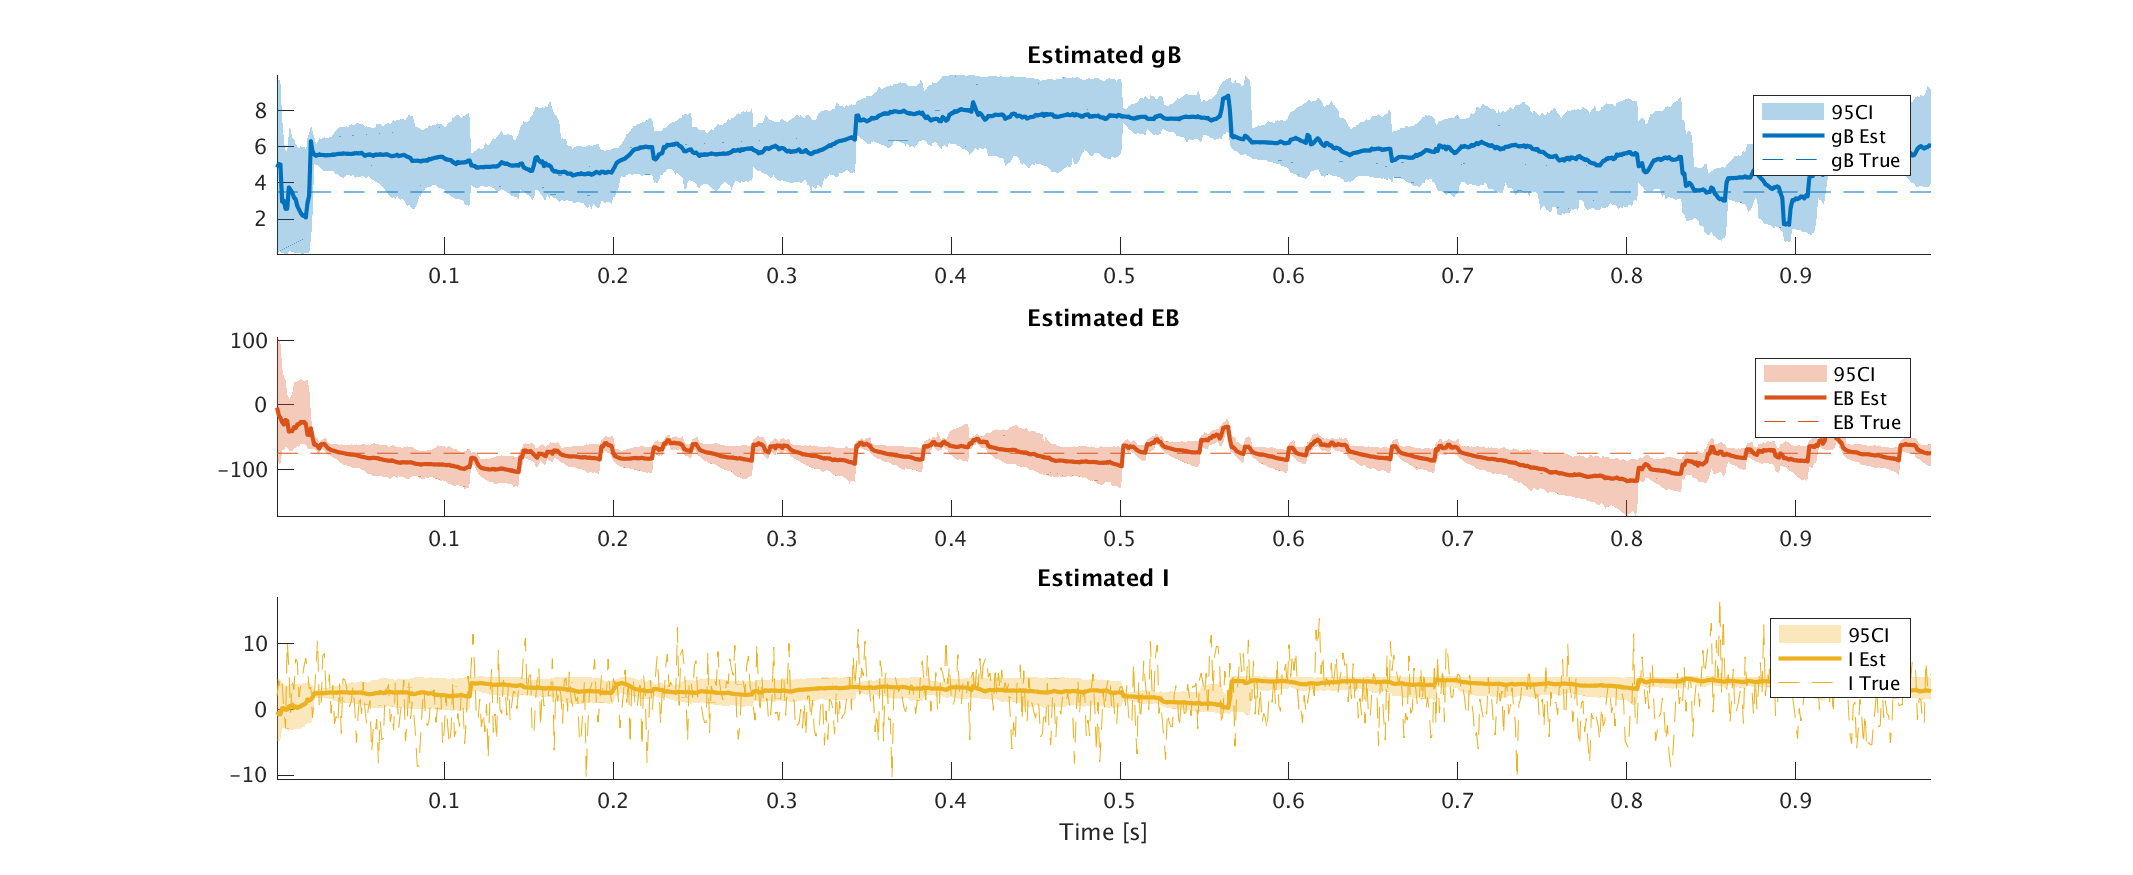 Estimated gB
8
6
4
2
95CI
gB Est
gB True
0.1 0.2 0.3 0.4 0.5 0.6 0.7 0.8 0.9
Estimated EB
100
0
-100
95CI
EB Est
EB True
0.1 0.2 0.3 0.4 0.5 0.6 0.7 0.8 0.9
Estimated I
10
0
-10
95CI
I Est
I True
0.1 0.2 0.3 0.4 0.5 0.6 0.7 0.8 0.9
Time [s]